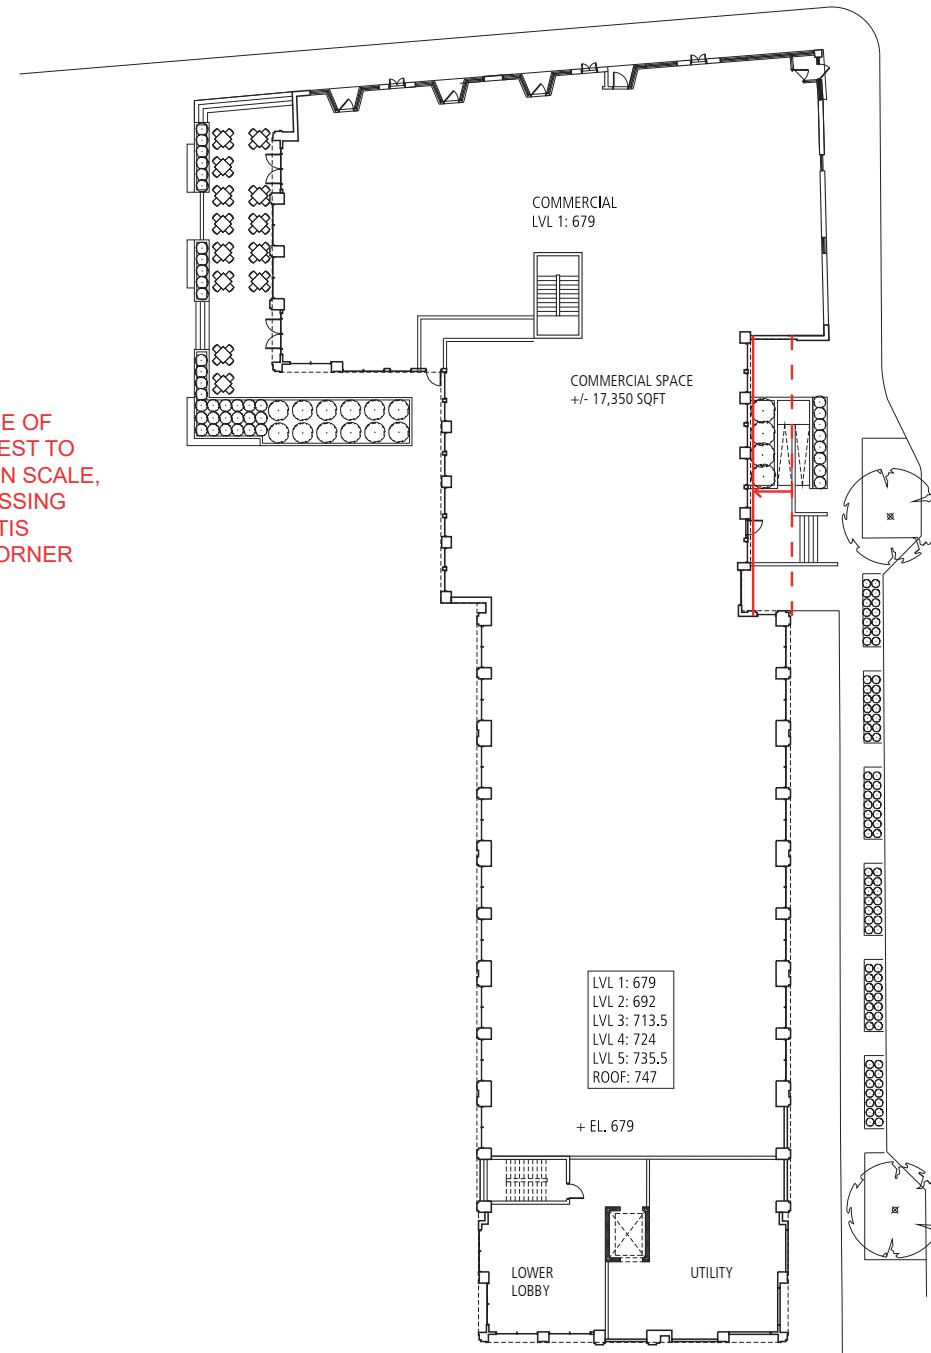 COMMERCIAL
LVL 1: 679
COMMERCIAL SPACE
+/- 17,350 SQFT
E OF
EST TO
N SCALE,
SSING
TIS
ORNER
LVL 1: 679
LVL 2: 692
LVL 3: 713.5
LVL 4: 724
LVL 5: 735.5
ROOF: 747
+ EL. 679
LOWER
LOBBY
UTILITY